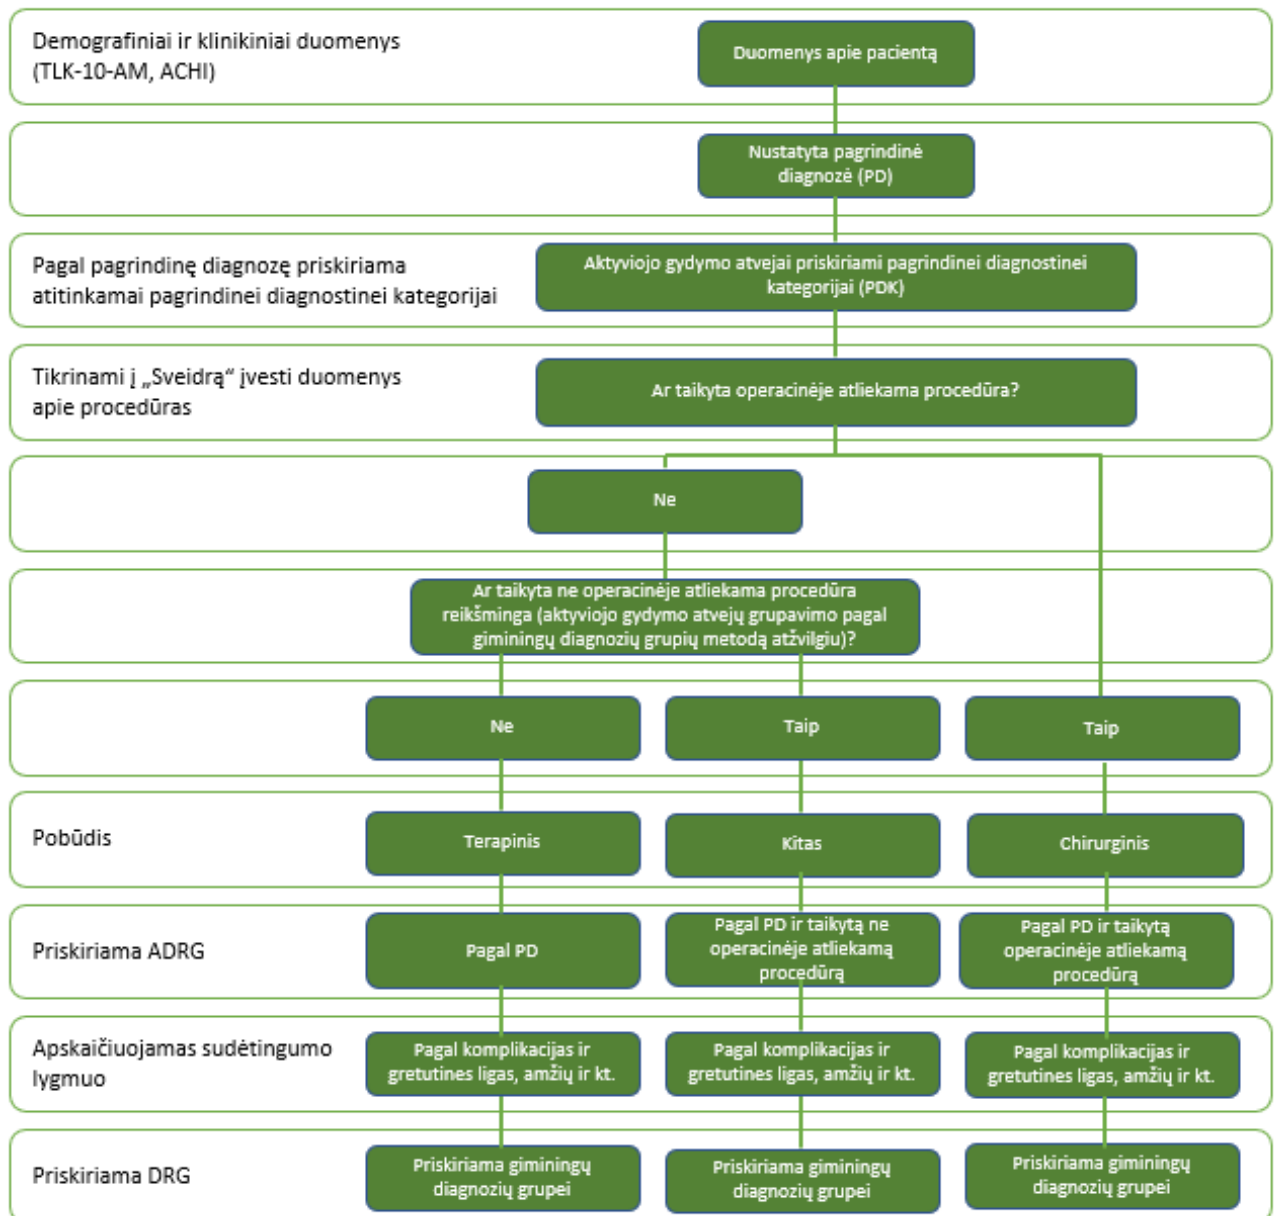 Demografiniai ir klinikiniai duomenys
(TLK-10-AM, ACHI)
Duomenys apie pacientą
Nustatyta pagrindinė
diagnozė (PD)
Pagal pagrindinę diagnozę priskiriama
atitinkamai pagrindinei diagnostinei kategorijai
Aktyviojo gydymo atvejai priskiriami pagrindinei diagnostinei
kategorijai (PDK)
Tikrinami į „Sveidrą“ įvesti duomenys
apie procedūras
Ar taikyta operacinėje atliekama procedūra?
Ne
Ar taikyta ne operacinėje atliekama procedūra
reikšminga (aktyviojo gydymo atvejų grupavimo pagal
giminingų diagnozių grupių metodą atžvilgiu)?
Ne
Taip
Taip
Pobūdis
Terapinis
Kitas
Chirurginis
Priskiriama ADRG
Pagal PD
Pagal PD ir taikytą ne
operacinėje atliekamą
procedūrą
Pagal PD ir taikytą
operacinėje atliekamą
procedūrą
Apskaičiuojamas sudėtingumo
lygmuo
Pagal komplikacijas ir
gretutines ligas, amžių ir kt.
Pagal komplikacijas ir
gretutines ligas, amžių ir kt.
Pagal komplikacijas ir
gretutines ligas, amžių ir kt.
Priskiriama DRG
Priskiriama giminingų
diagnozių grupei
Priskiriama giminingų
diagnozių grupei
Priskiriama giminingų
diagnozių grupei